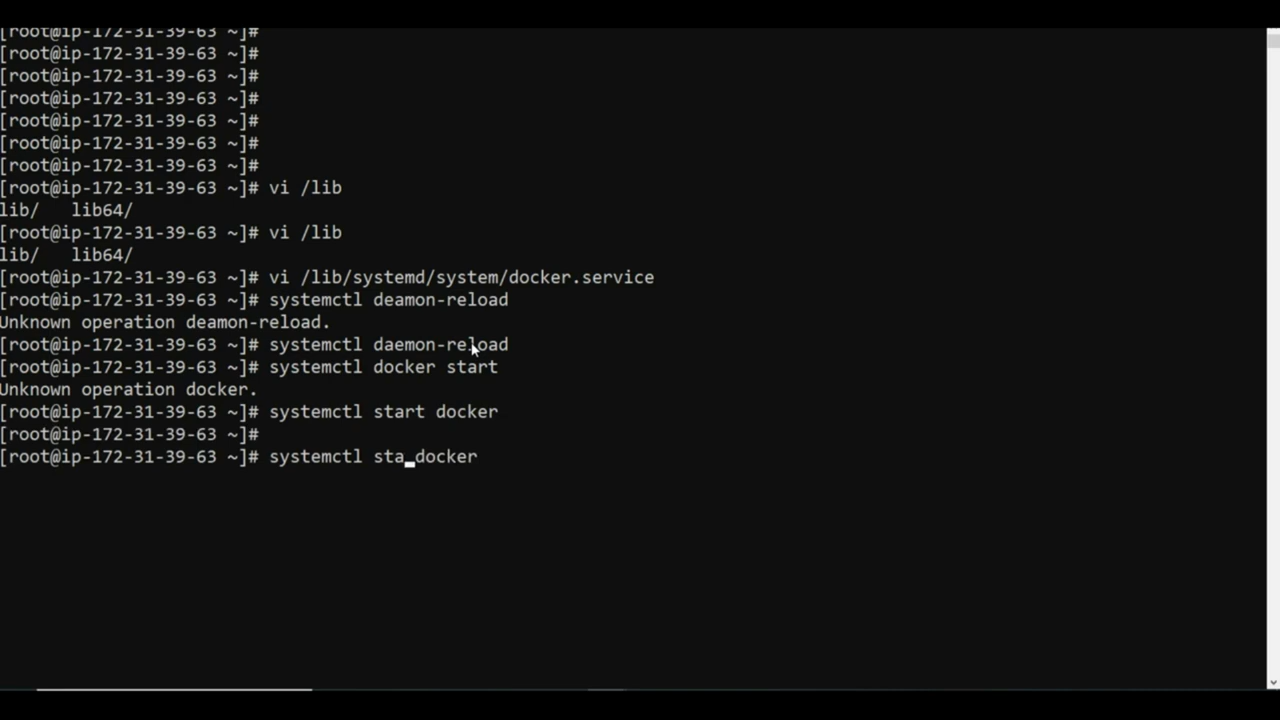 [root@ip-172-31-39-63 ~]#
[root@ip-172-31-39-63 ~]#
[root@ip-172-31-39-63 ~]#
[root@ip-172-31-39-63 ~]#
[root@ip-172-31-39-63 ~]#
[root@ip-172-31-39-63 ~]#
[root@ip-172-31-39-63 ~]#
[root@ip-172-31-39-63 ~]# vi /lib
lib/ lib64/
[root@ip-172-31-39-63 ~]# vi /lib
lib/ lib64/
[root@ip-172-31-39-63 ~]# vi /lib/systemd/system/docker.service
[root@ip-172-31-39-63 ~]# systemctl deamon-reload
Unknown operation deamon-reload.
[root@ip-172-31-39-63 ~]# systemctl daemon-reload
[root@ip-172-31-39-63 ~]# systemctl docker start
Unknown operation docker.
[root@ip-172-31-39-63 ~]# systemctl start docker
[root@ip-172-31-39-63 ~]#
[root@ip-172-31-39-63 ~]# systemctl sta docker